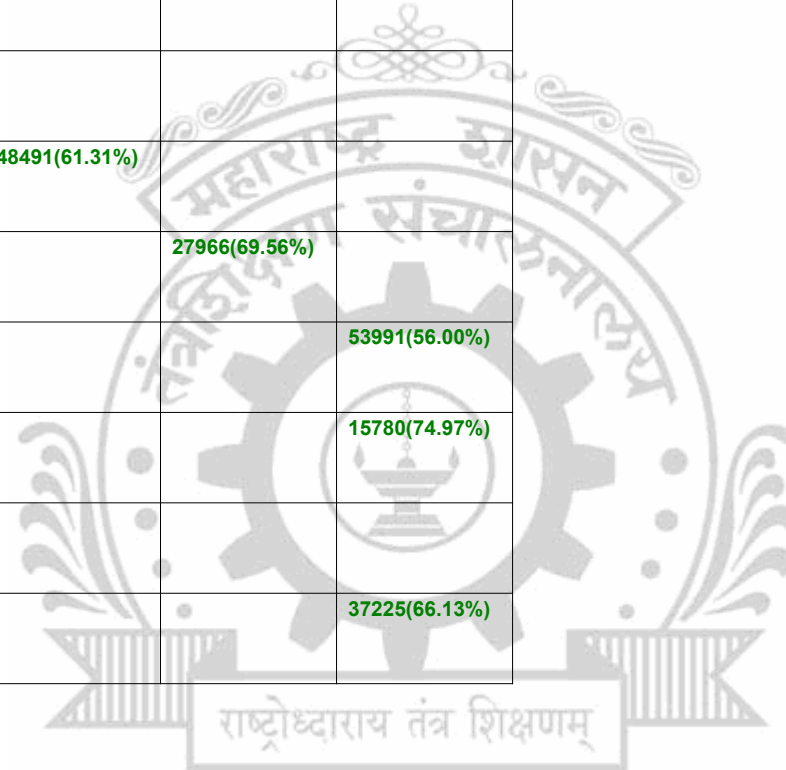 महाराष्ट्र शासन
48491(61.31%)
तंत्रशिक्षण संचालनालय
27966(69.56%)
53991(56.00%)
15780(74.97%)
37225(66.13%)
राष्ट्रोध्दाराय तंत्र शिक्षणम्